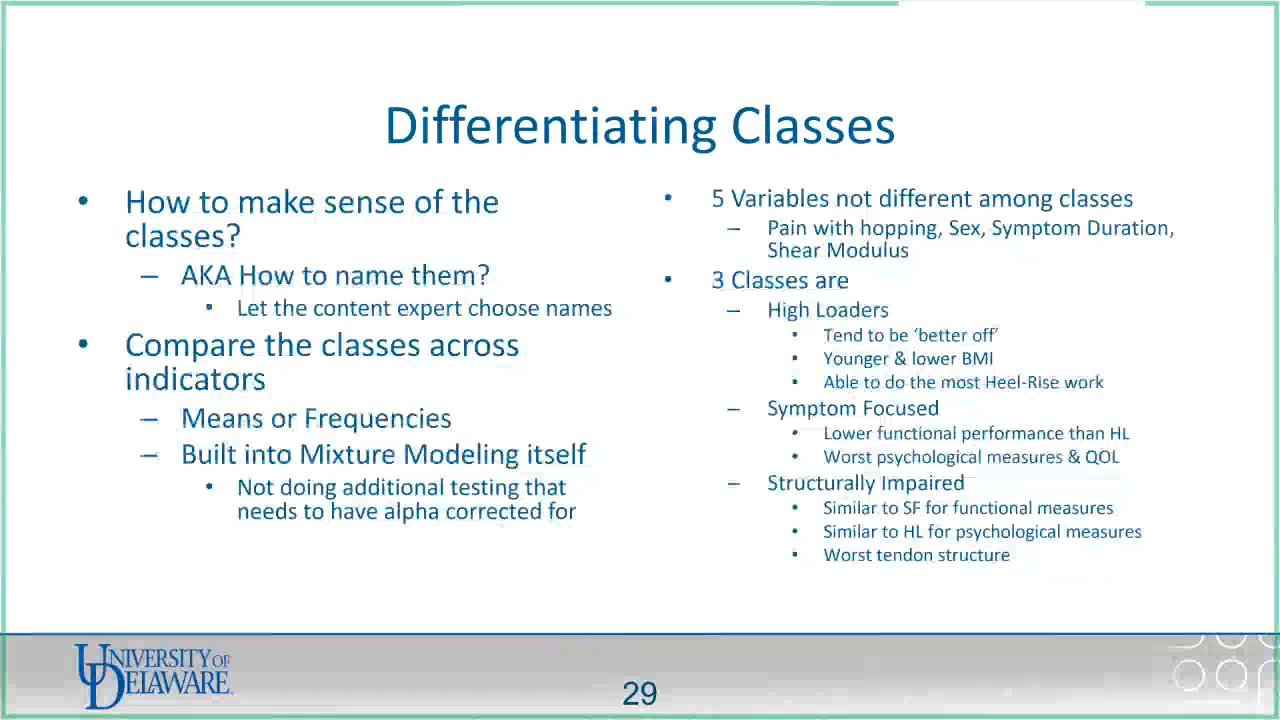 Differentiating Classes
• How to make sense of the
classes?
– AKA How to name them?
• Let the content expert choose names
• Compare the classes across
indicators
– Means or Frequencies
– Built into Mixture Modeling itself
• Not doing additional testing that
needs to have alpha corrected for
• 5 Variables not different among classes
– Pain with hopping, Sex, Symptom Duration,
Shear Modulus
• 3 Classes are
– High Loaders
• Tend to be ‘better off’
• Younger & lower BMI
• Able to do the most Heel-Rise work
– Symptom Focused
• Lower functional performance than HL
• Worst psychological measures & QOL
– Structurally Impaired
• Similar to SF for functional measures
• Similar to HL for psychological measures
• Worst tendon structure
UNIVERSITY OF
DELAWARE
29